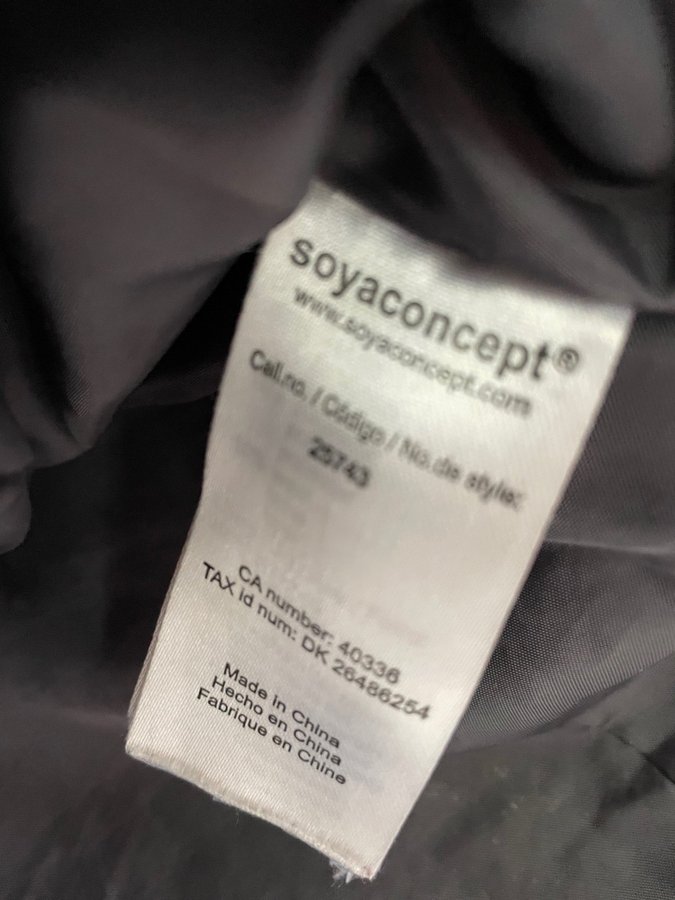 soyaconcept®
www.soyaconcept.com
Cat.no. / Código / No.de style:
25743
CA number: 40336
TAX id num: DK 26486254
Made in China
Hecho en China
Fabrique en Chine